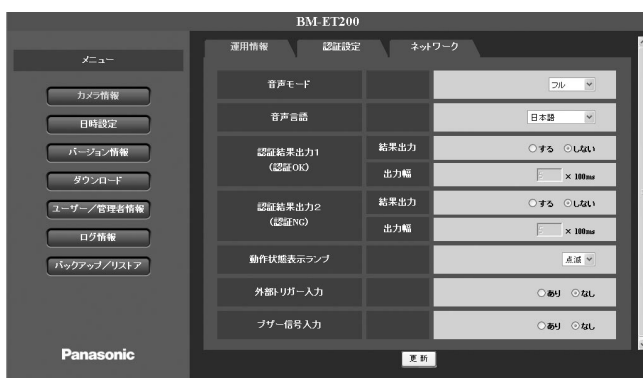 BM-ET200
メニュー
カメラ情報
日時設定
バージョン情報
ダウンロード
ユーザー／管理者情報
ログ情報
バックアップ／リストア
Panasonic
運用情報 認証設定 ネットワーク
音声モード フル
音声言語 日本語
認証結果出力1
(認証OK)
結果出力 する しない
出力幅 × 100ms
認証結果出力2
(認証NG)
結果出力 する しない
出力幅 × 100ms
動作状態表示ランプ 点滅
外部トリガー入力 あり なし
ブザー信号入力 あり なし
更新